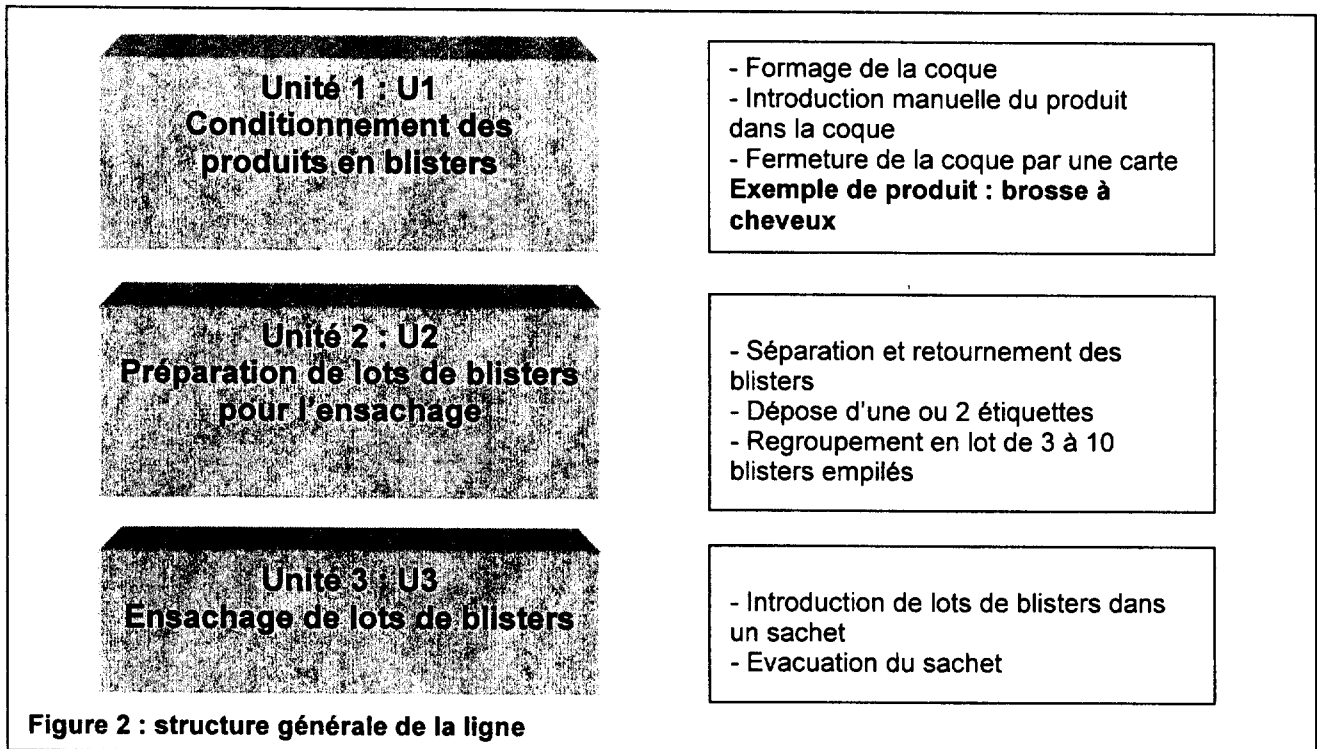 Unité 1 : U1
Conditionnement des
produits en blisters
- Formage de la coque
- Introduction manuelle du produit
dans la coque
- Fermeture de la coque par une carte
Exemple de produit : brosse à
cheveux
Unité 2 : U2
Préparation de lots de blisters
pour l'ensachage
- Séparation et retournement des
blisters
- Dépose d'une ou 2 étiquettes
- Regroupement en lot de 3 à 10
blisters empilés
Unité 3 : U3
Ensachage de lots de blisters
- Introduction de lots de blisters dans
un sachet
- Evacuation du sachet
Figure 2 : structure générale de la ligne